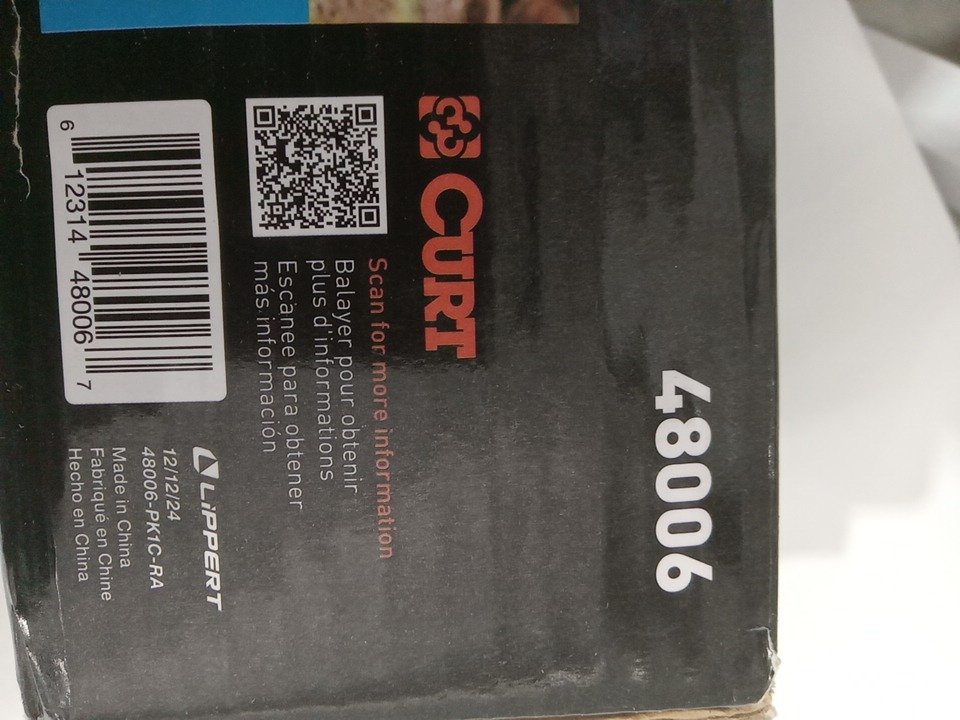 48006
CURT
Scan for more information
Balayer pour obtenir
plus d'informations
Escanee para obtener
más información
6 12314 48006 7
LiPPERT
12/12/24
48006-PK1C-RA
Made in China
Fabriqué en Chine
Hecho en China